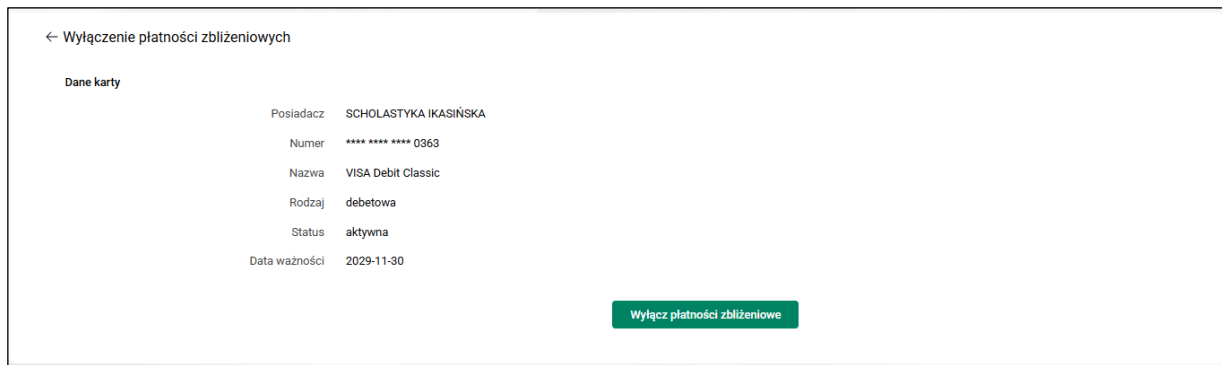 ← Wyłączenie płatności zbliżeniowych
Dane karty
Posiadacz SCHOLASTYKA IKASIŃSKA
Numer **** **** **** 0363
Nazwa VISA Debit Classic
Rodzaj debetowa
Status aktywna
Data ważności 2029-11-30
Wyłącz płatności zbliżeniowe